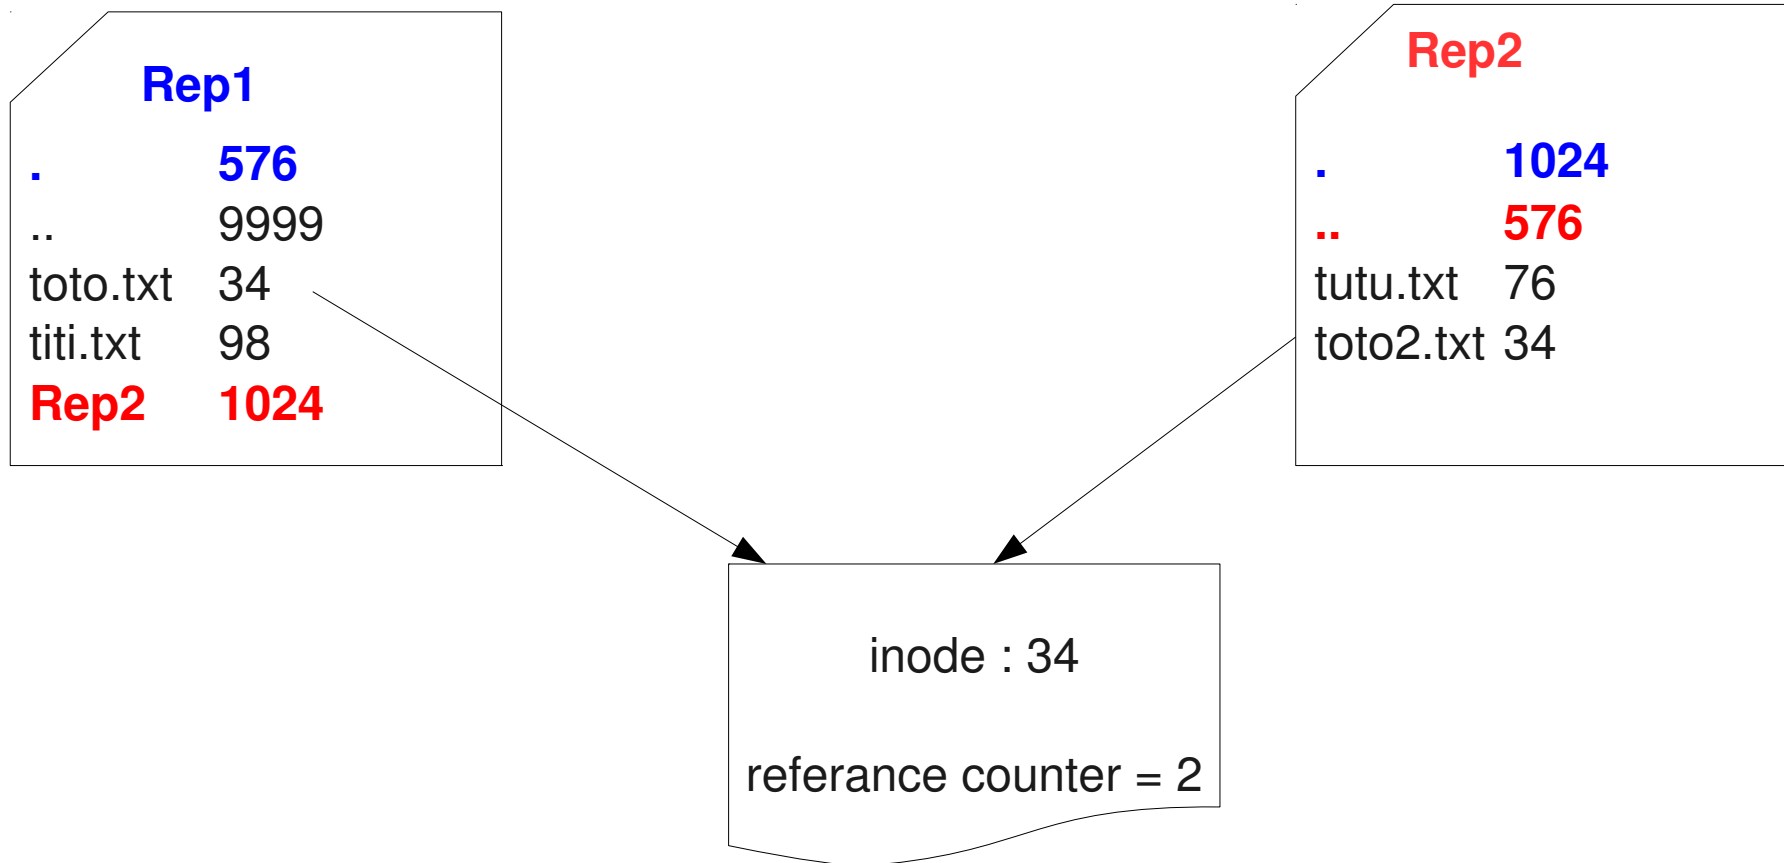 Rep1
. 576
.. 9999
toto.txt 34
titi.txt 98
Rep2 1024
Rep2
. 1024
.. 576
tutu.txt 76
toto2.txt 34
inode : 34
referance counter = 2